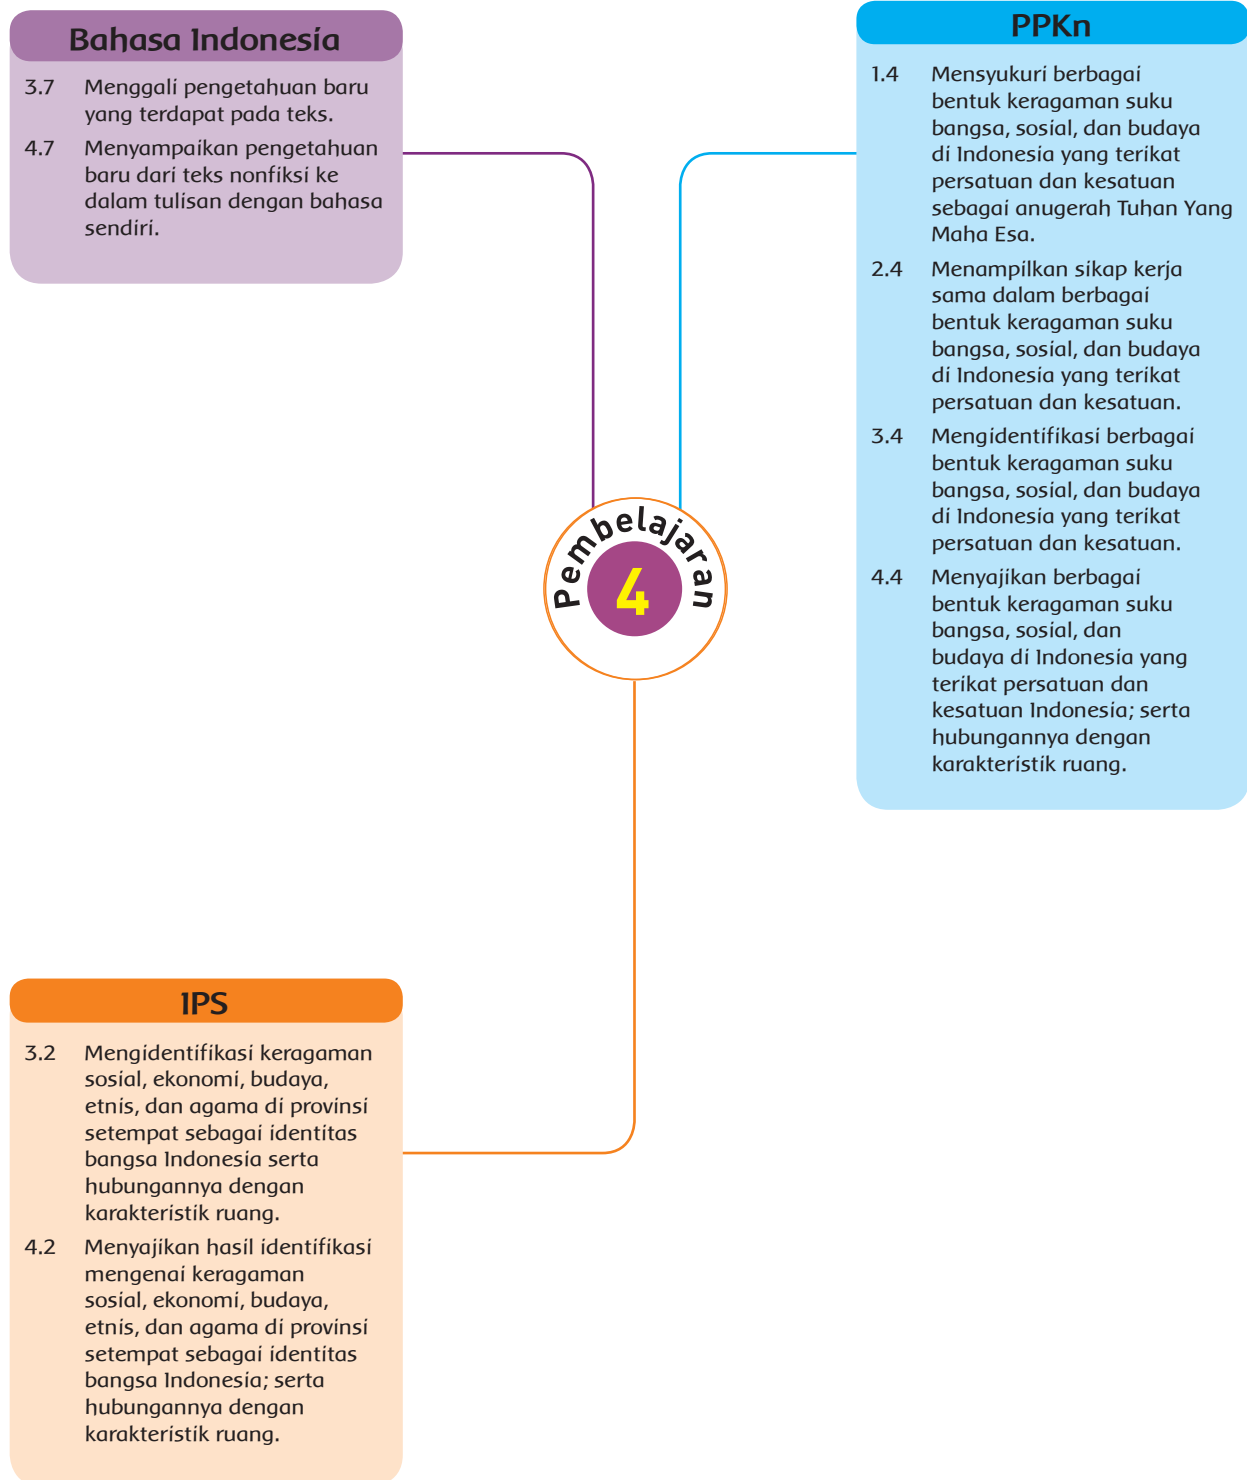 Bahasa Indonesia
3.7 Menggali pengetahuan baru
yang terdapat pada teks.
4.7 Menyampaikan pengetahuan
baru dari teks nonfiksi ke
dalam tulisan dengan bahasa
sendiri.
PPKn
1.4 Mensyukuri berbagai
bentuk keragaman suku
bangsa, sosial, dan budaya
di Indonesia yang terikat
persatuan dan kesatuan
sebagai anugerah Tuhan Yang
Maha Esa.
2.4 Menampilkan sikap kerja
sama dalam berbagai
bentuk keragaman suku
bangsa, sosial, dan budaya
di Indonesia yang terikat
persatuan dan kesatuan.
3.4 Mengidentifikasi berbagai
bentuk keragaman suku
bangsa, sosial, dan budaya
di Indonesia yang terikat
persatuan dan kesatuan.
4.4 Menyajikan berbagai
bentuk keragaman suku
bangsa, sosial, dan
budaya di Indonesia yang
terikat persatuan dan
kesatuan Indonesia; serta
hubungannya dengan
karakteristik ruang.
Pembelajaran
4
IPS
3.2 Mengidentifikasi keragaman
sosial, ekonomi, budaya,
etnis, dan agama di provinsi
setempat sebagai identitas
bangsa Indonesia serta
hubungannya dengan
karakteristik ruang.
4.2 Menyajikan hasil identifikasi
mengenai keragaman
sosial, ekonomi, budaya,
etnis, dan agama di provinsi
setempat sebagai identitas
bangsa Indonesia; serta
hubungannya dengan
karakteristik ruang.